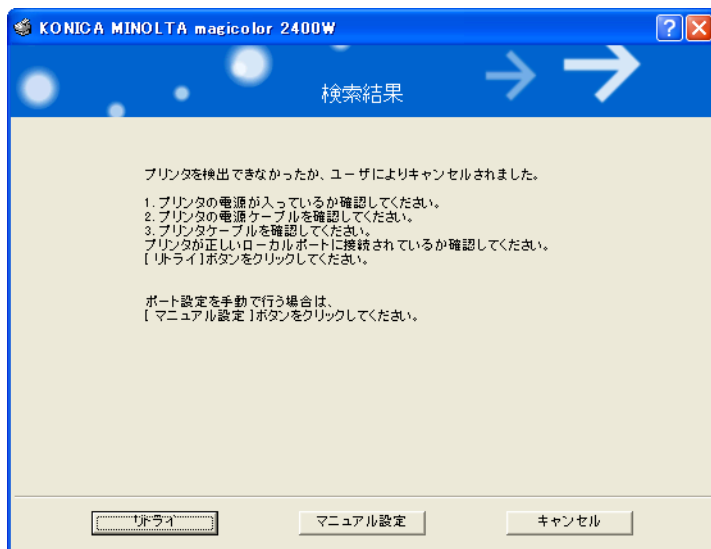 KONICA MINOLTA magicolor 2400W
検索結果
プリンタを検出できなかったか、ユーザによりキャンセルされました。
1.プリンタの電源が入っているか確認してください。
2.プリンタの電源ケーブルを確認してください。
3.プリンタケーブルを確認してください。
プリンタが正しいローカルポートに接続されているか確認してください。
[ リトライ ]ボタンをクリックしてください。
ポート設定を手動で行う場合は、
[ マニュアル設定 ]ボタンをクリックしてください。
リトライ マニュアル設定 キャンセル